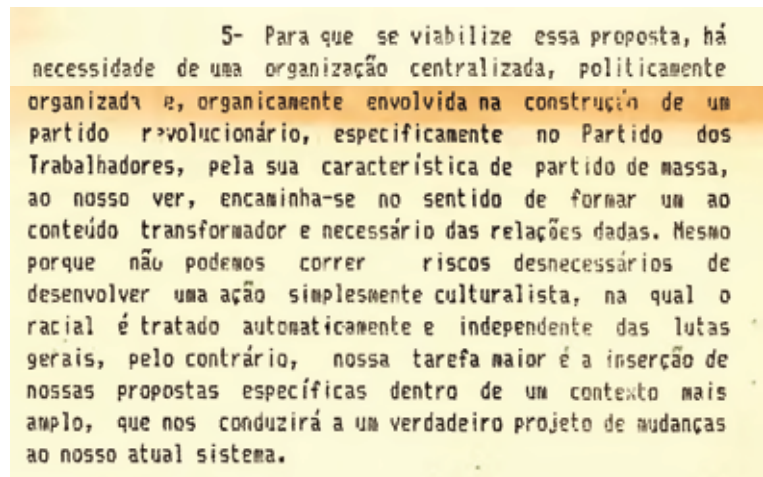 5- Para que se viabilize essa proposta, há
necessidade de uma organização centralizada, politicamente
organizada e, organicamente envolvida na construção de um
partido revolucionário, especificamente no Partido dos
Trabalhadores, pela sua característica de partido de massa,
ao nosso ver, encaminha-se no sentido de formar um ao
conteúdo transformador e necessário das relações dadas. Mesmo
porque não podemos correr riscos desnecessários de
desenvolver uma ação simplesmente culturalista, na qual o
racial é tratado automaticamente e independente das lutas
gerais, pelo contrário, nossa tarefa maior é a inserção de
nossas propostas específicas dentro de um contexto mais
amplo, que nos conduzirá a um verdadeiro projeto de mudanças
ao nosso atual sistema.